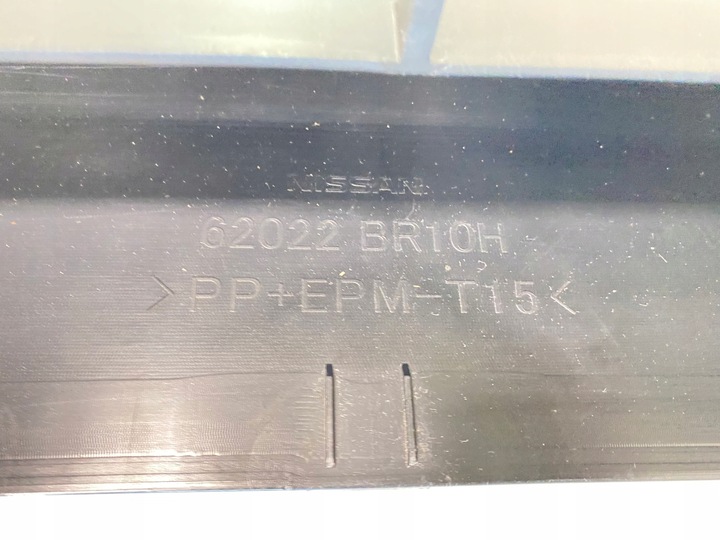 NISSAN
62022 BR10H
>PP+EPM-T15<